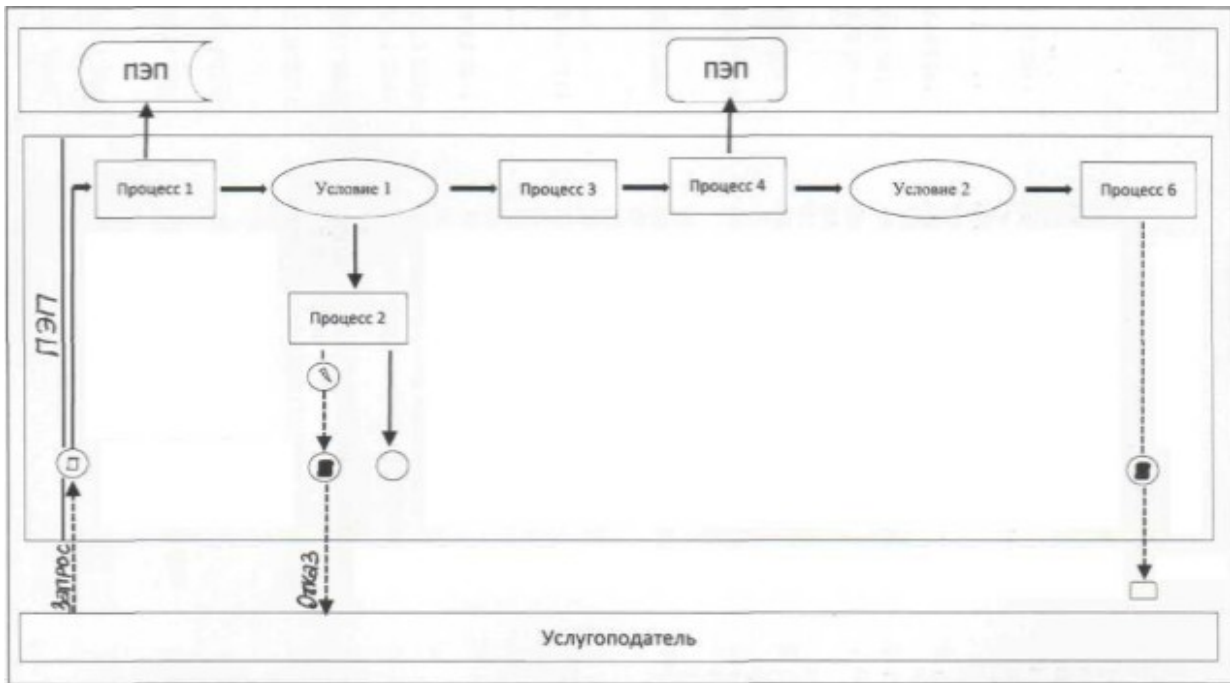 ПЭП
ПЭП
Процесс 1
Условие 1
Процесс 3
Процесс 4
Условие 2
Процесс 6
Процесс 2
ПЭП
Запрос
Отказ
Услугоподатель